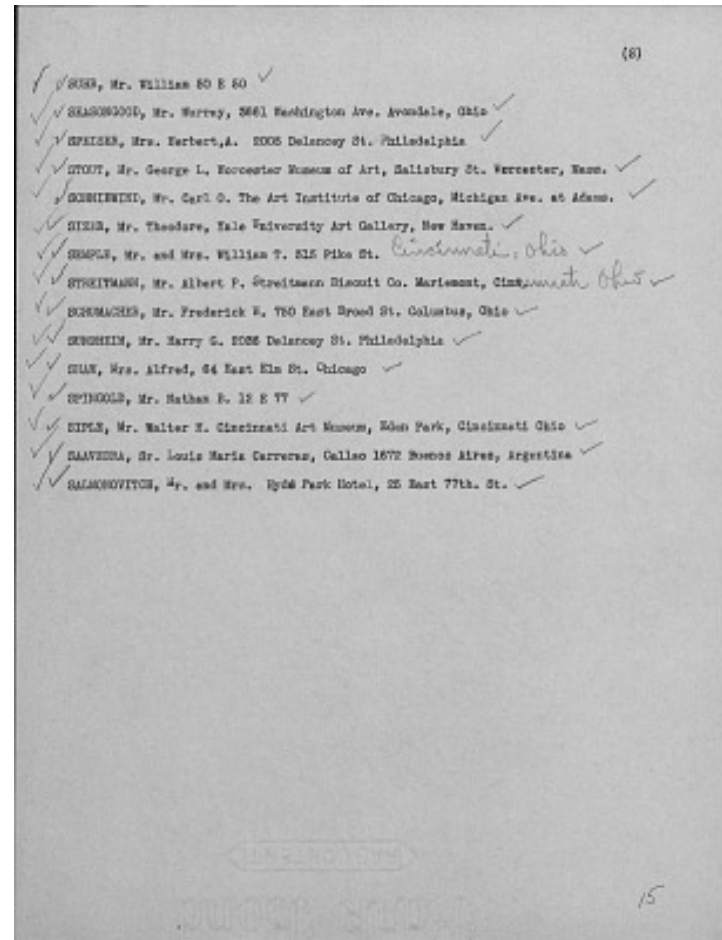 (S)
SUHR, Mr. William 50 E 50
SEASONGOOD, Mr. Murray, 3661 Washington Ave. Avondale, Ohio
SPEISER, Mrs. Herbert,A. 2005 Delancey St. Philadelphia
STOUT, Mr. George L. Worcester Museum of Art, Salisbury St. Worcester, Mass.
SCHNIEWIND, Mr. Carl O. The Art Institute of Chicago, Michigan Ave. at Adams.
SIZER, Mr. Theodore, Yale University Art Gallery, New Haven.
SEMPLE, Mr. and Mrs. William T. 315 Pike St. Cincinnati, Ohio
STREITMANN, Mr. Albert P. Streitmann Biscuit Co. Mariemont, Cincinnati Ohio
SCHUMACHER, Mr. Frederick W. 750 East Broad St. Columbus, Ohio
SUNDHEIM, Mr. Harry G. Delancey St. Philadelphia
SHAW, Mrs. Alfred, 64 East Elm St. Chicago
SPINGOLD, Mr. Nathan B. 12 E 77
SIPLE, Mr. Walter H. Cincinnati Art Museum, Eden Park, Cincinnati Ohio
SAAVEDRA, Sr. Louis Maria Carreras, Callao 1872 Buenos Aires, Argentina
SALMONOVITCH, Mr. and Mrs. Hyde Park Hotel, 25 East 77th. St.
15